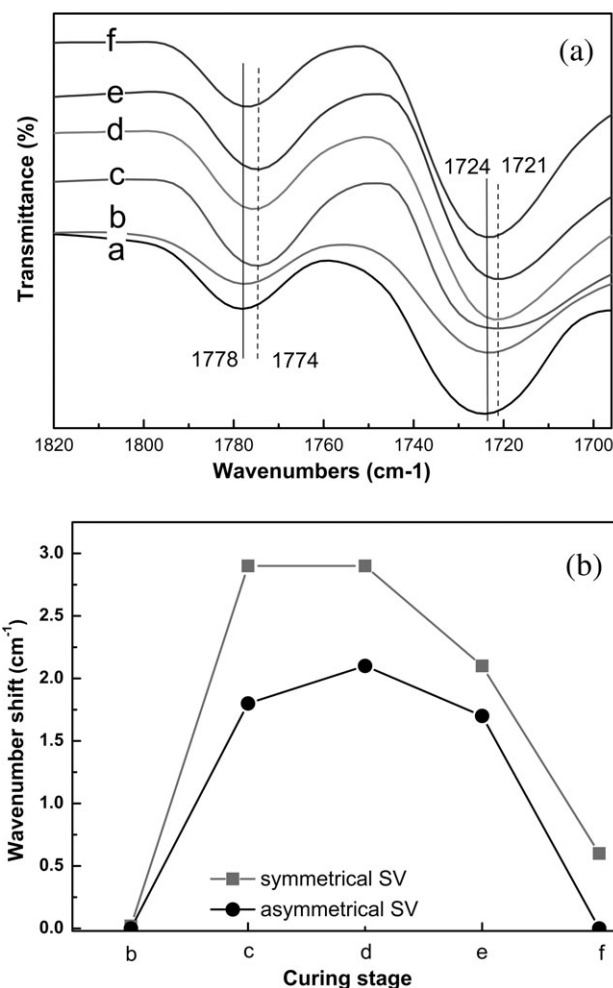 (a)
f
e
d
c
b
a
1724 1721
1778 1774
Transmittance (%)
1820 1800 1780 1760 1740 1720 1700
Wavenumbers (cm-1)
(b)
3.0
2.5
2.0
1.5
1.0
0.5
0.0
Wavenumber shift (cm⁻¹)
symmetrical SV
asymmetrical SV
b c d e f
Curing stage